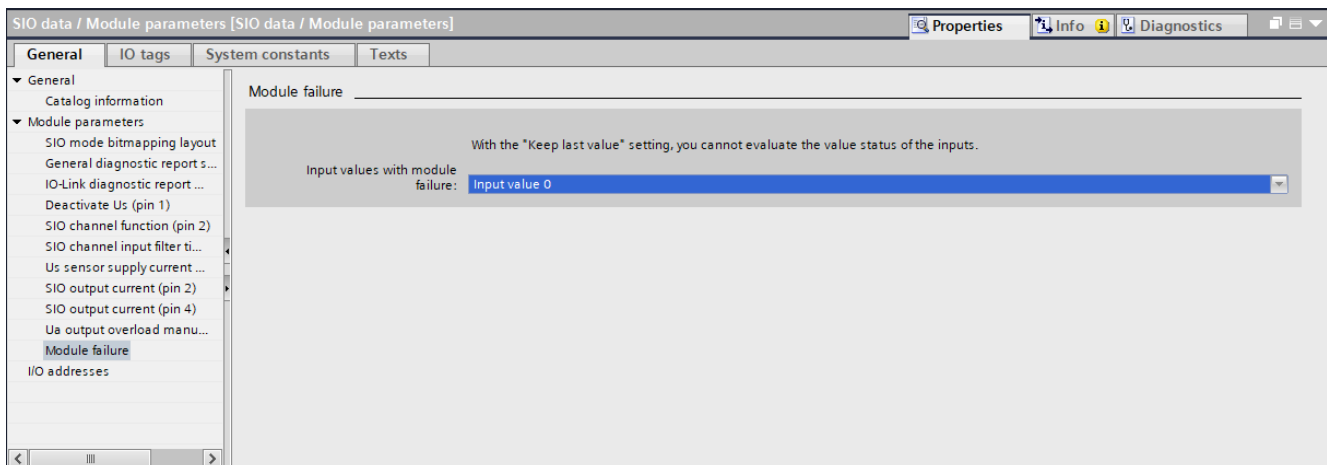 SIO data / Module parameters [SIO data / Module parameters]
Properties
Info
Diagnostics
General
IO tags
System constants
Texts
General
Catalog information
Module parameters
SIO mode bitmapping layout
General diagnostic report s...
IO-Link diagnostic report ...
Deactivate Us (pin 1)
SIO channel function (pin 2)
SIO channel input filter ti...
Us sensor supply current ...
SIO output current (pin 2)
SIO output current (pin 4)
Ua output overload manu...
Module failure
I/O addresses
Module failure
With the "Keep last value" setting, you cannot evaluate the value status of the inputs.
Input values with module
failure:
Input value 0